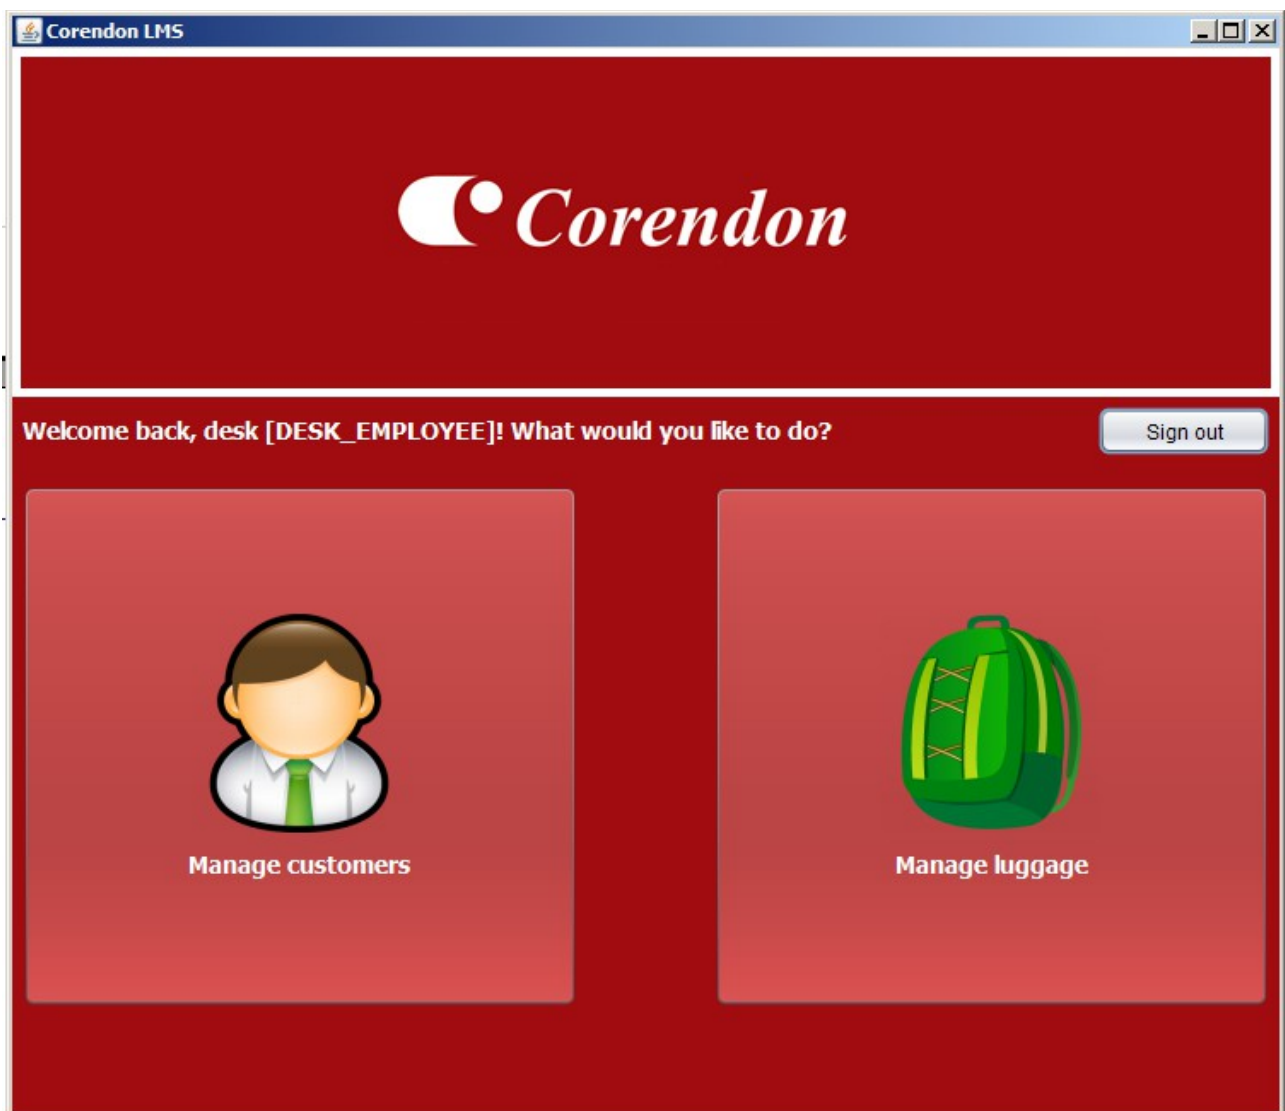 Corendon LMS
Corendon
Welcome back, desk [DESK_EMPLOYEE]! What would you like to do?
Sign out
Manage customers
Manage luggage